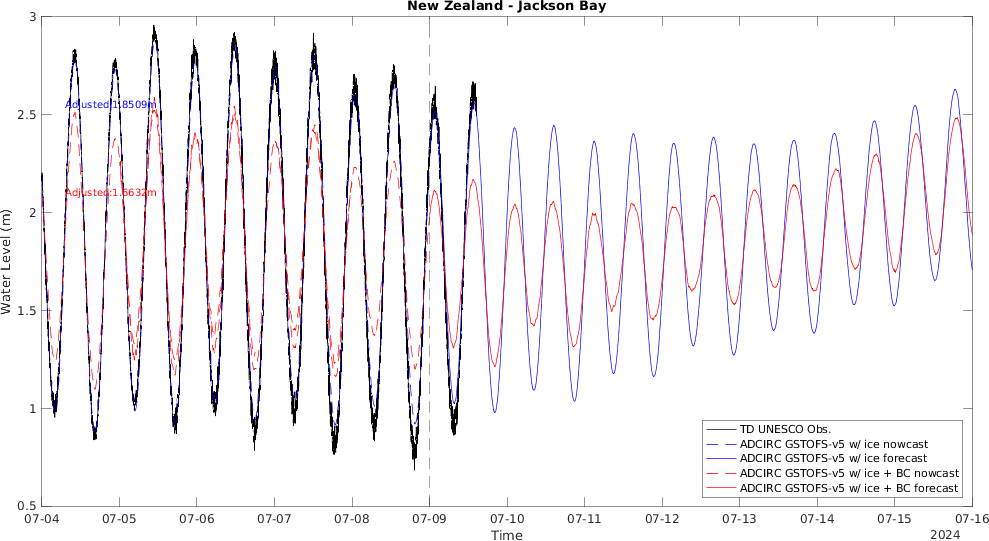 New Zealand - Jackson Bay
3
2.5
2
1.5
1
0.5
Water Level (m)
Adjusted:1.8509m
Adjusted:1.6632m
TD UNESCO Obs.
ADCIRC GSTOFS-v5 w/ ice nowcast
ADCIRC GSTOFS-v5 w/ ice forecast
ADCIRC GSTOFS-v5 w/ ice + BC nowcast
ADCIRC GSTOFS-v5 w/ ice + BC forecast
07-04 07-05 07-06 07-07 07-08 07-09 07-10 07-11 07-12 07-13 07-14 07-15 07-16
Time
2024